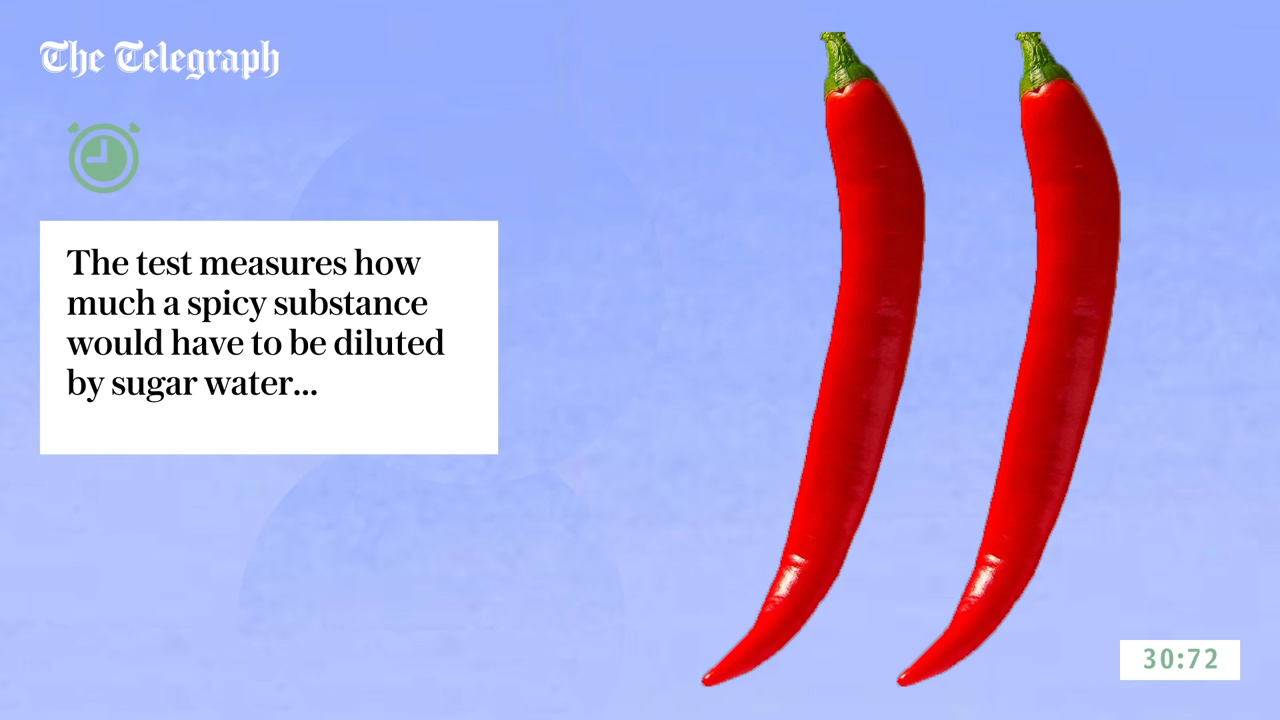 The Telegraph
The test measures how
much a spicy substance
would have to be diluted
by sugar water...
30:72